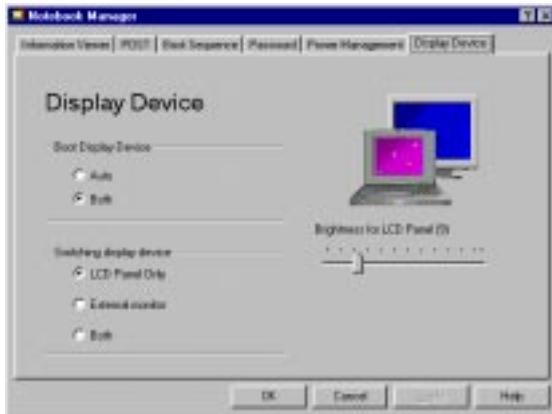 Notebook Manager
Information Viewer POST Boot Sequence Password Power Management Display Device
Display Device
Boot Display Device
Auto
Both
Brightness for LCD Panel
Switching display device
LCD Panel Only
External monitor
Both
OK Cancel Help